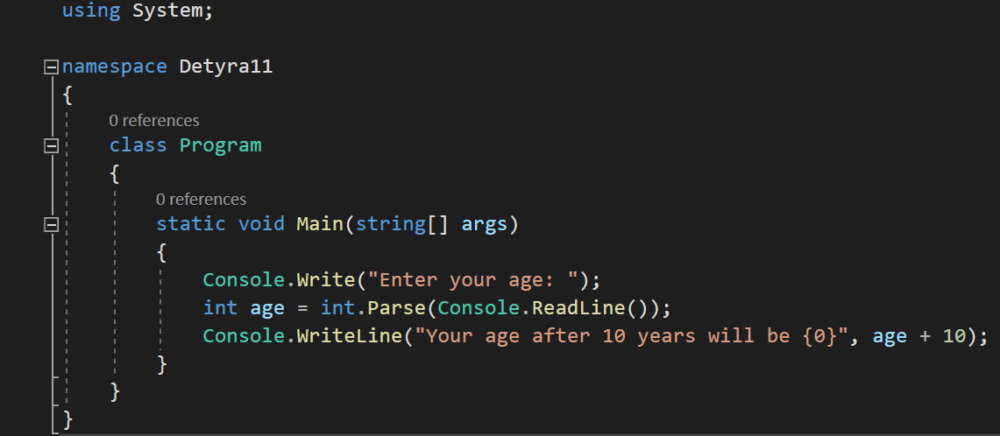 using System;
namespace Detyra11
{
0 references
class Program
{
0 references
static void Main(string[] args)
{
Console.Write("Enter your age: ");
int age = int.Parse(Console.ReadLine());
Console.WriteLine("Your age after 10 years will be {0}", age + 10);
}
}
}